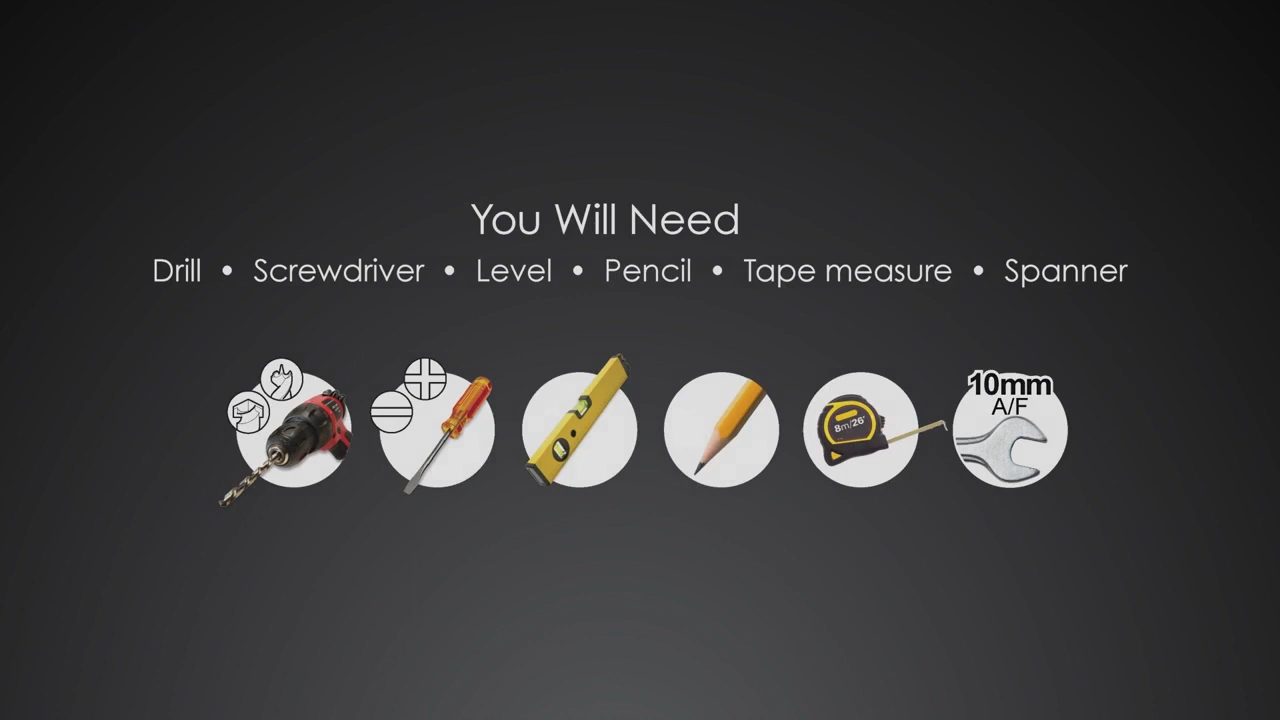 You Will Need
Drill • Screwdriver • Level • Pencil • Tape measure • Spanner
10mm
A/F
8m/26'